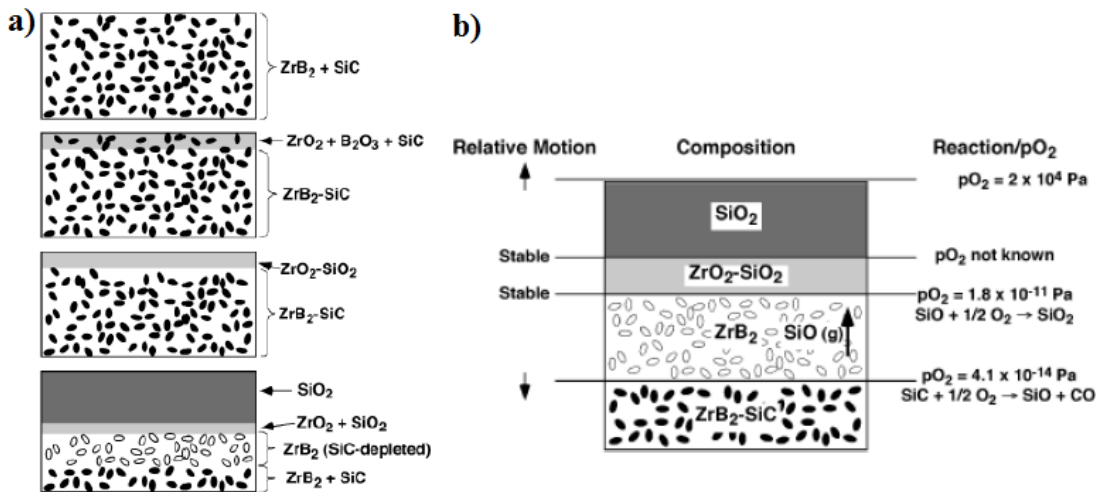 a)
ZrB₂ + SiC
ZrO₂ + B₂O₃ + SiC
ZrB₂-SiC
ZrO₂-SiO₂
ZrB₂-SiC
SiO₂
ZrO₂ + SiO₂
ZrB₂ (SiC-depleted)
ZrB₂ + SiC
b)
Relative Motion Composition Reaction/pO₂
pO₂ = 2 x 10⁴ Pa
SiO₂
Stable pO₂ not known
ZrO₂-SiO₂
Stable pO₂ = 1.8 x 10⁻¹¹ Pa
SiO + 1/2 O₂ → SiO₂
ZrB₂ SiO (g)
pO₂ = 4.1 x 10⁻¹⁴ Pa
SiC + 1/2 O₂ → SiO + CO
ZrB₂-SiC